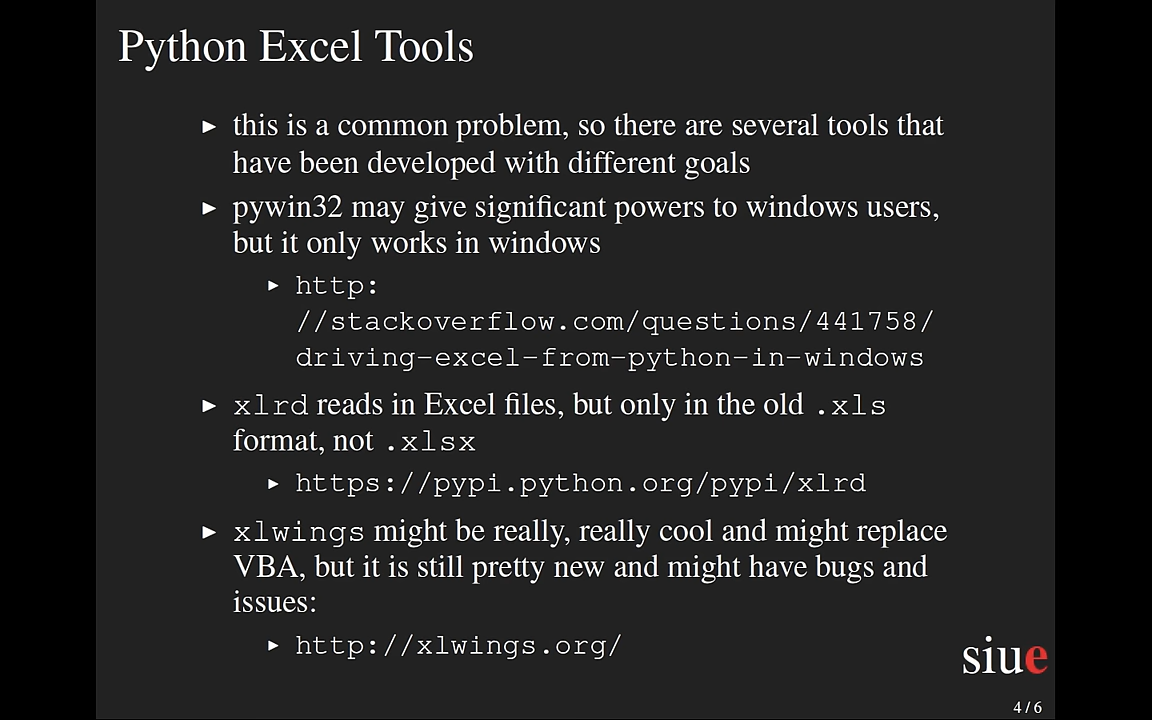 Python Excel Tools
▶ this is a common problem, so there are several tools that
have been developed with different goals
▶ pywin32 may give significant powers to windows users,
but it only works in windows
▶ http:
//stackoverflow.com/questions/441758/
driving-excel-from-python-in-windows
▶ xlrd reads in Excel files, but only in the old .xls
format, not .xlsx
▶ https://pypi.python.org/pypi/xlrd
▶ xlwings might be really, really cool and might replace
VBA, but it is still pretty new and might have bugs and
issues:
▶ http://xlwings.org/
siue
4 / 6